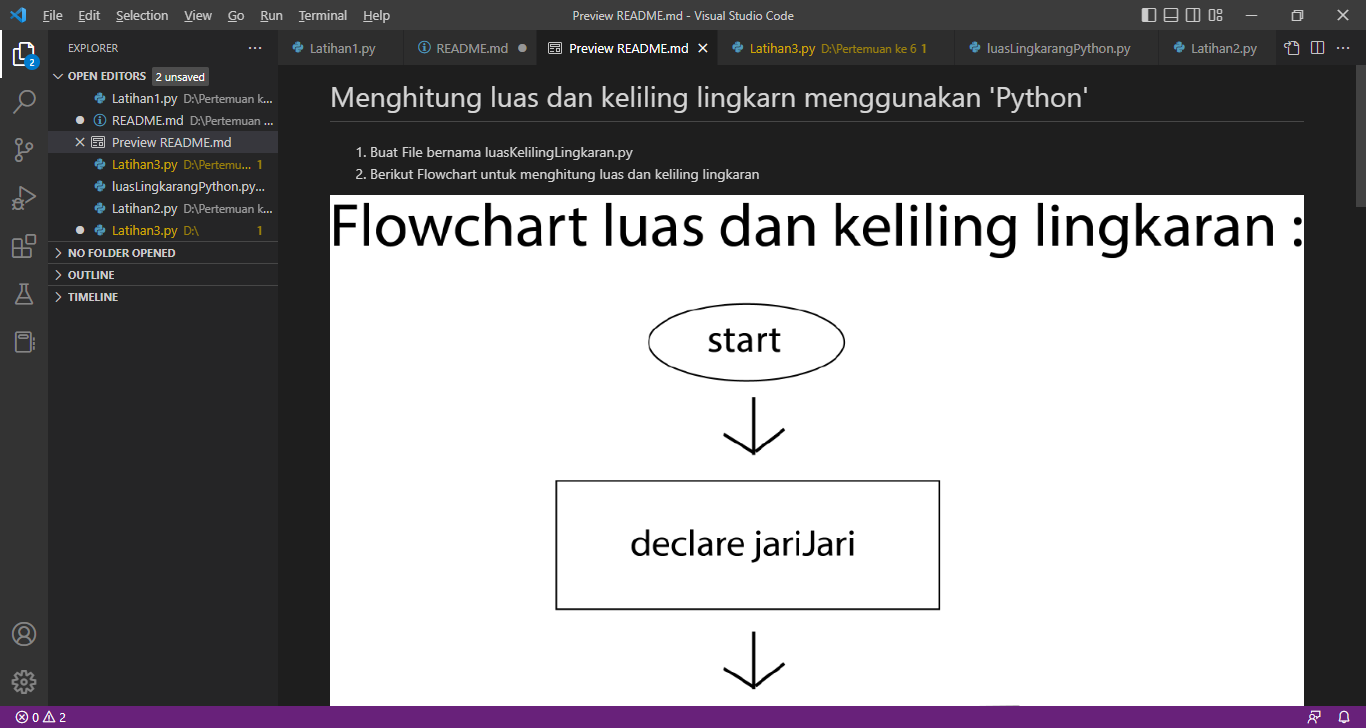 File Edit Selection View Go Run Terminal Help Preview README.md - Visual Studio Code
EXPLORER
Latihan1.py README.md Preview README.md Latihan3.py D:\Pertemuan ke 6 1 luasLingkarangPython.py Latihan2.py
2
OPEN EDITORS 2 unsaved
Latihan1.py D:\Pertemuan k...
README.md D:\Pertemuan ...
Preview README.md
Latihan3.py D:\Pertemu... 1
luasLingkarangPython.py...
Latihan2.py D:\Pertemuan k...
Latihan3.py D:\ 1
NO FOLDER OPENED
OUTLINE
TIMELINE
Menghitung luas dan keliling lingkarn menggunakan 'Python'
1. Buat File bernama luasKelilingLingkaran.py
2. Berikut Flowchart untuk menghitung luas dan keliling lingkaran
Flowchart luas dan keliling lingkaran :
start
declare jariJari
0 2